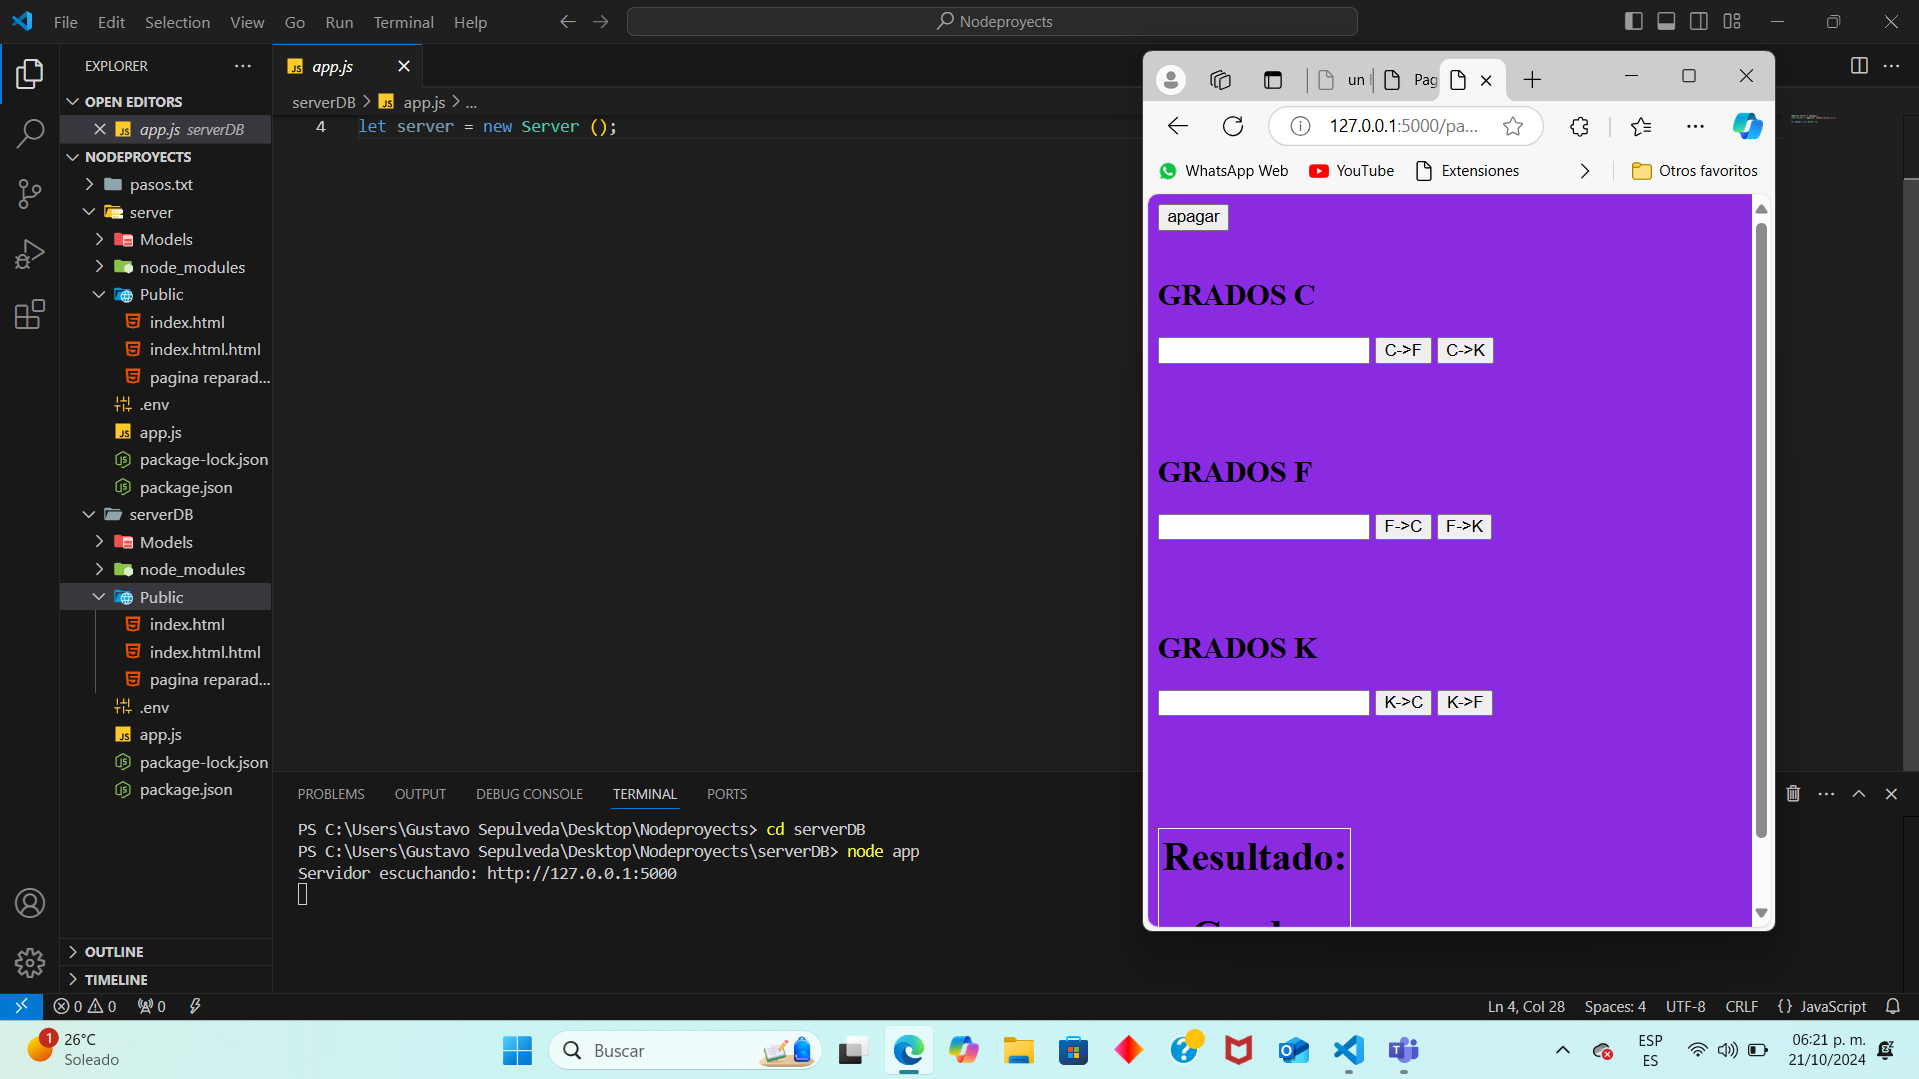 File Edit Selection View Go Run Terminal Help
Nodeproyects
EXPLORER
OPEN EDITORS
app.js serverDB
NODEPROYECTS
pasos.txt
server
Models
node_modules
Public
index.html
index.html.html
pagina reparad...
.env
app.js
package-lock.json
package.json
serverDB
Models
node_modules
Public
index.html
index.html.html
pagina reparad...
.env
app.js
package-lock.json
package.json
OUTLINE
TIMELINE
app.js
serverDB > app.js > ...
4 let server = new Server ();
PROBLEMS OUTPUT DEBUG CONSOLE TERMINAL PORTS
PS C:\Users\Gustavo Sepulveda\Desktop\Nodeproyects> cd serverDB
PS C:\Users\Gustavo Sepulveda\Desktop\Nodeproyects\serverDB> node app
Servidor escuchando: http://127.0.0.1:5000
un Pag
127.0.0.1:5000/pa...
WhatsApp Web YouTube Extensiones Otros favoritos
apagar
GRADOS C
C->F C->K
GRADOS F
F->C F->K
GRADOS K
K->C K->F
Resultado:
0 0 0
Ln 4, Col 28 Spaces: 4 UTF-8 CRLF {} JavaScript
1
26°C
Soleado
Buscar
ESP
ES
06:21 p. m.
21/10/2024